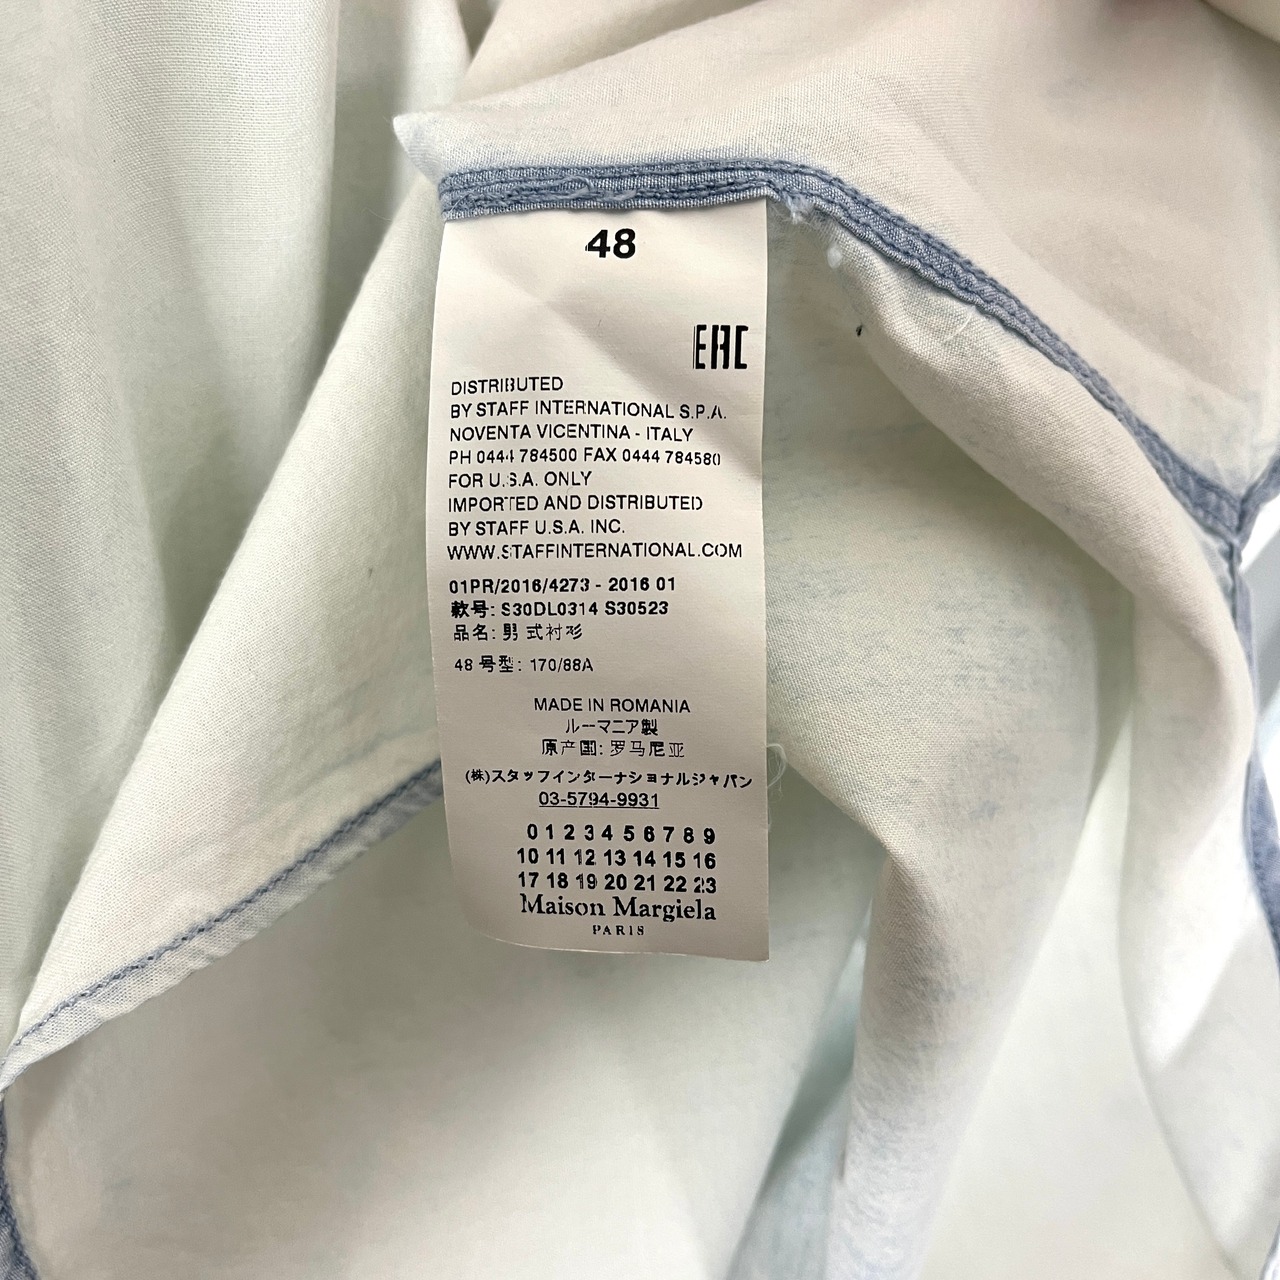 48
EAC
DISTRIBUTED
BY STAFF INTERNATIONAL S.P.A.
NOVENTA VICENTINA - ITALY
PH 0444 784500 FAX 0444 784580
FOR U.S.A. ONLY
IMPORTED AND DISTRIBUTED
BY STAFF U.S.A. INC.
WWW.STAFFINTERNATIONAL.COM
01PR/2016/4273 - 2016 01
款号: S30DL0314 S30523
品名: 男式衬衫
48 号型: 170/88A
MADE IN ROMANIA
ルーマニア製
原产国: 罗马尼亚
(株)スタッフインターナショナルジャパン
03-5794-9931
0 1 2 3 4 5 6 7 8 9
10 11 12 13 14 15 16
17 18 19 20 21 22 23
Maison Margiela
PARIS